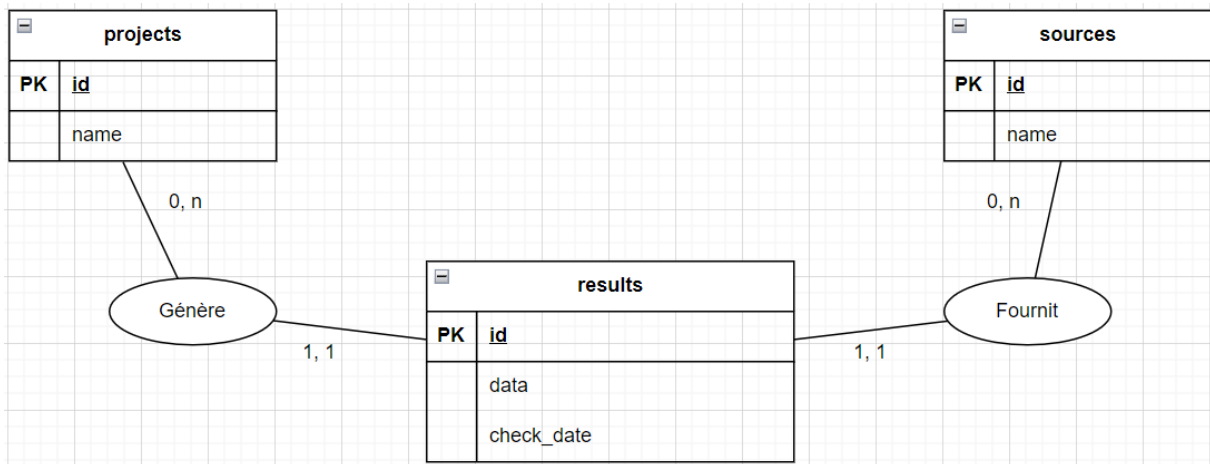 projects
PK id
name
0, n
Génère
1, 1
results
PK id
data
check_date
sources
PK id
name
0, n
Fournit
1, 1